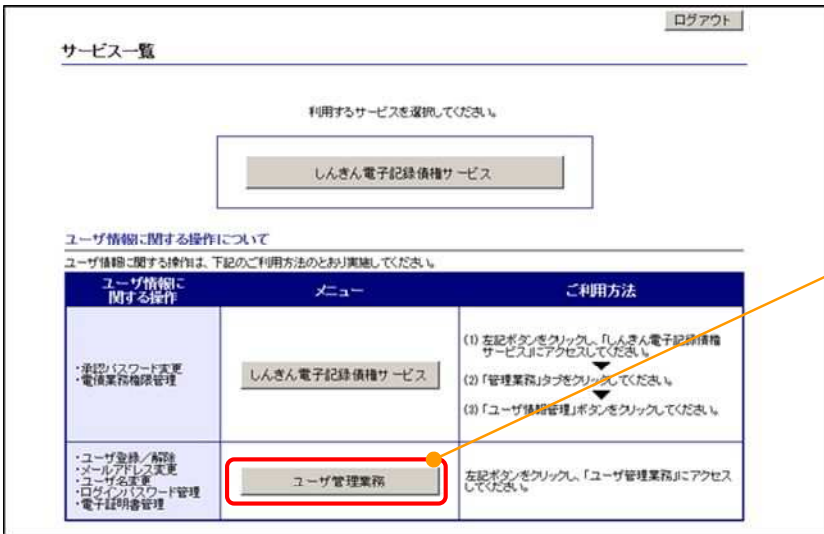 ログアウト
サービス一覧
利用するサービスを選択してください。
しんきん電子記録債権サービス
ユーザ情報に関する操作について
ユーザ情報に関する操作は、下記のご利用方法のとおり実施してください。
ユーザ情報に
関する操作
メニュー
ご利用方法
・承認パスワード変更
・電債業務権限管理
しんきん電子記録債権サービス
(1) 左記ボタンをクリックし、「しんきん電子記録債権
サービス」にアクセスしてください。
(2)「管理業務」タブをクリックしてください。
(3)「ユーザ情報管理」ボタンをクリックしてください。
・ユーザ登録／解除
・メールアドレス変更
・ユーザ名変更
・ログインパスワード管理
・電子証明書管理
ユーザ管理業務
左記ボタンをクリックし、「ユーザ管理業務」にアクセス
してください。